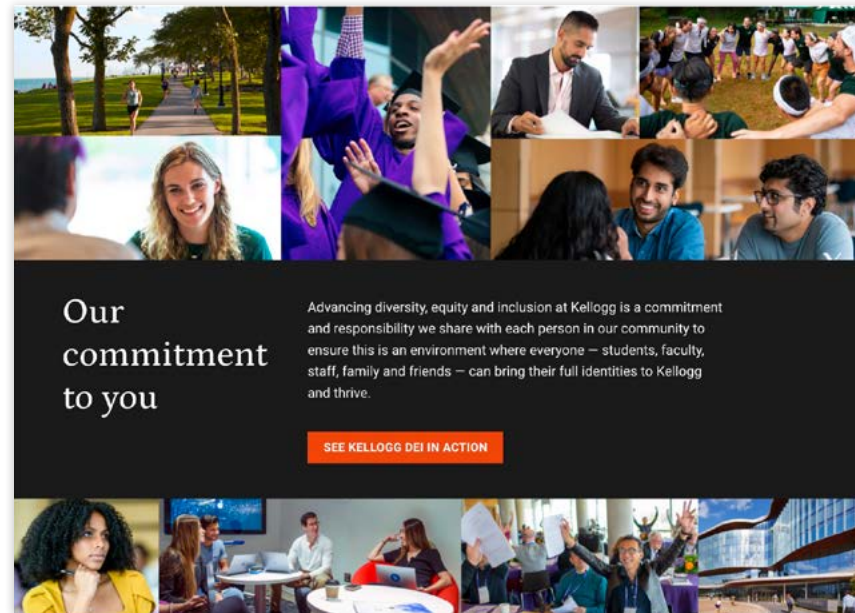 Our
commitment
to you
Advancing diversity, equity and inclusion at Kellogg is a commitment
and responsibility we share with each person in our community to
ensure this is an environment where everyone — students, faculty,
staff, family and friends — can bring their full identities to Kellogg
and thrive.
SEE KELLOGG DEI IN ACTION